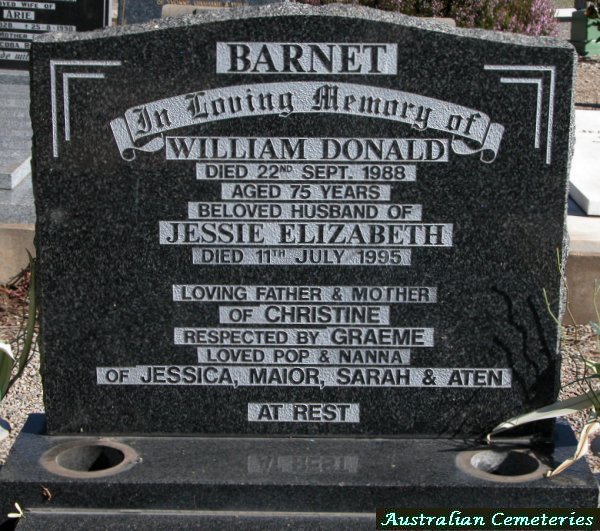 ARIE
BARNET
In Loving Memory of
WILLIAM DONALD
DIED 22ND SEPT. 1988
AGED 75 YEARS
BELOVED HUSBAND OF
JESSIE ELIZABETH
DIED 11TH JULY 1995
LOVING FATHER & MOTHER
OF CHRISTINE
RESPECTED BY GRAEME
LOVED POP & NANNA
OF JESSICA, MAIOR, SARAH & ATEN
AT REST
Australian Cemeteries